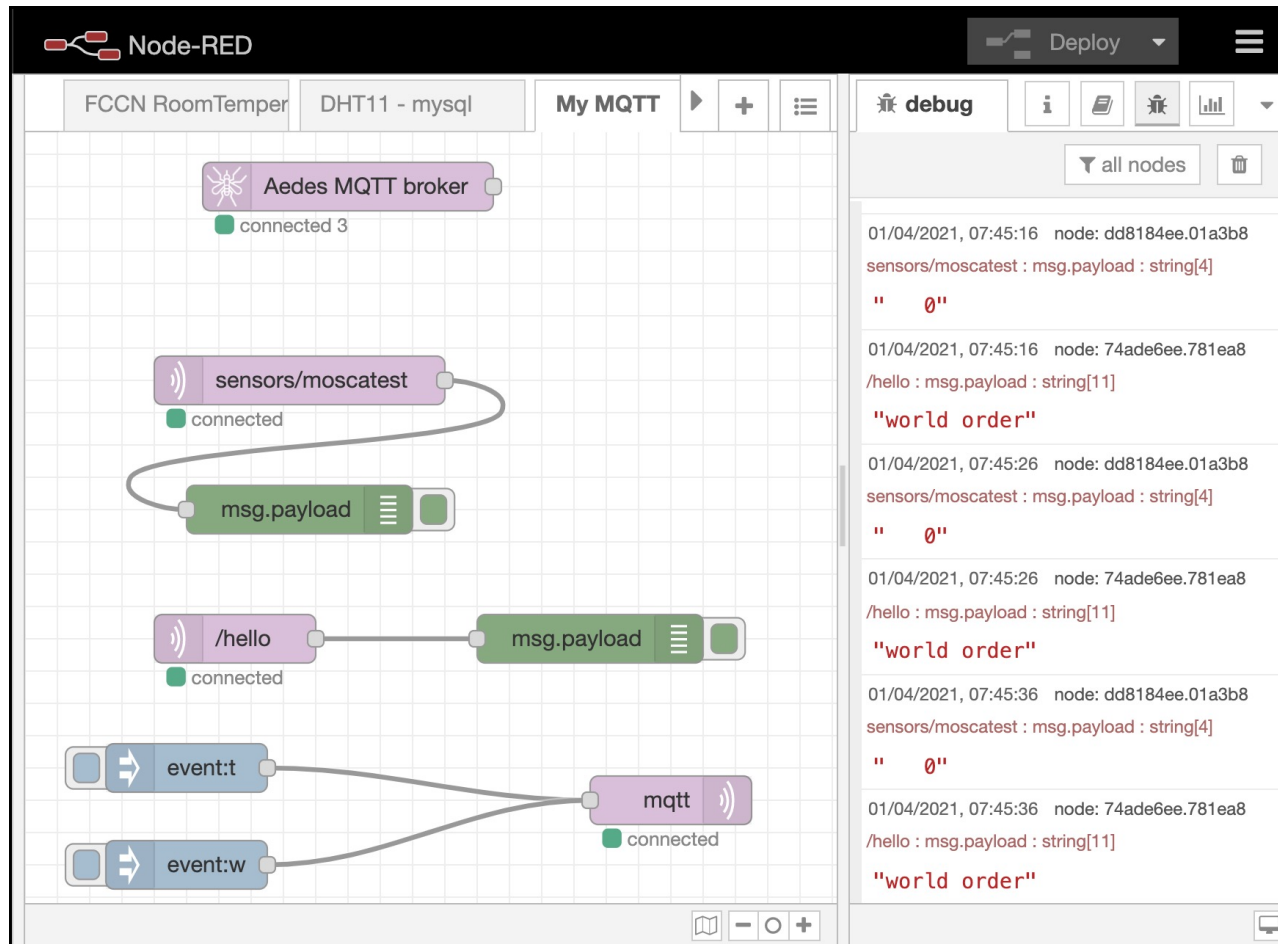 Node-RED
Deploy
FCCN RoomTemper
DHT11 - mysql
My MQTT
debug
i
all nodes
Aedes MQTT broker
connected 3
sensors/moscatest
connected
msg.payload
/hello
connected
msg.payload
event:t
event:w
mqtt
connected
01/04/2021, 07:45:16 node: dd8184ee.01a3b8
sensors/moscatest : msg.payload : string[4]
"   0"
01/04/2021, 07:45:16 node: 74ade6ee.781ea8
/hello : msg.payload : string[11]
"world order"
01/04/2021, 07:45:26 node: dd8184ee.01a3b8
sensors/moscatest : msg.payload : string[4]
"   0"
01/04/2021, 07:45:26 node: 74ade6ee.781ea8
/hello : msg.payload : string[11]
"world order"
01/04/2021, 07:45:36 node: dd8184ee.01a3b8
sensors/moscatest : msg.payload : string[4]
"   0"
01/04/2021, 07:45:36 node: 74ade6ee.781ea8
/hello : msg.payload : string[11]
"world order"